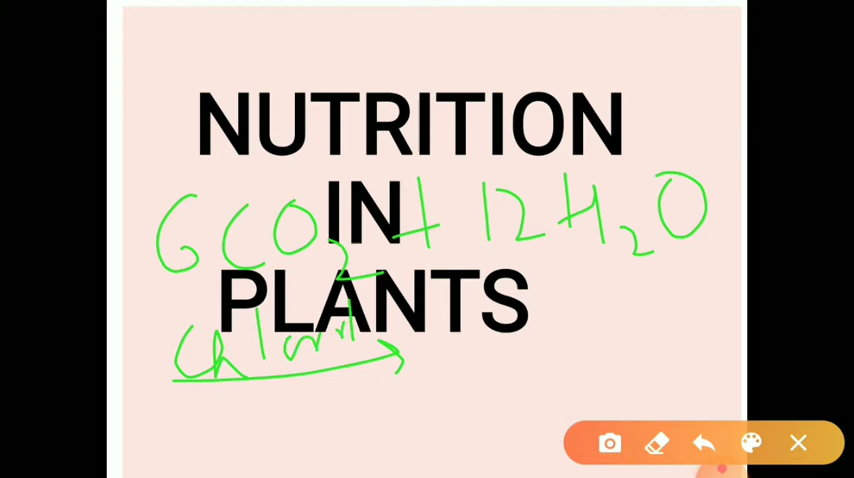 NUTRITION
IN
PLANTS
6CO2 + 12H2O